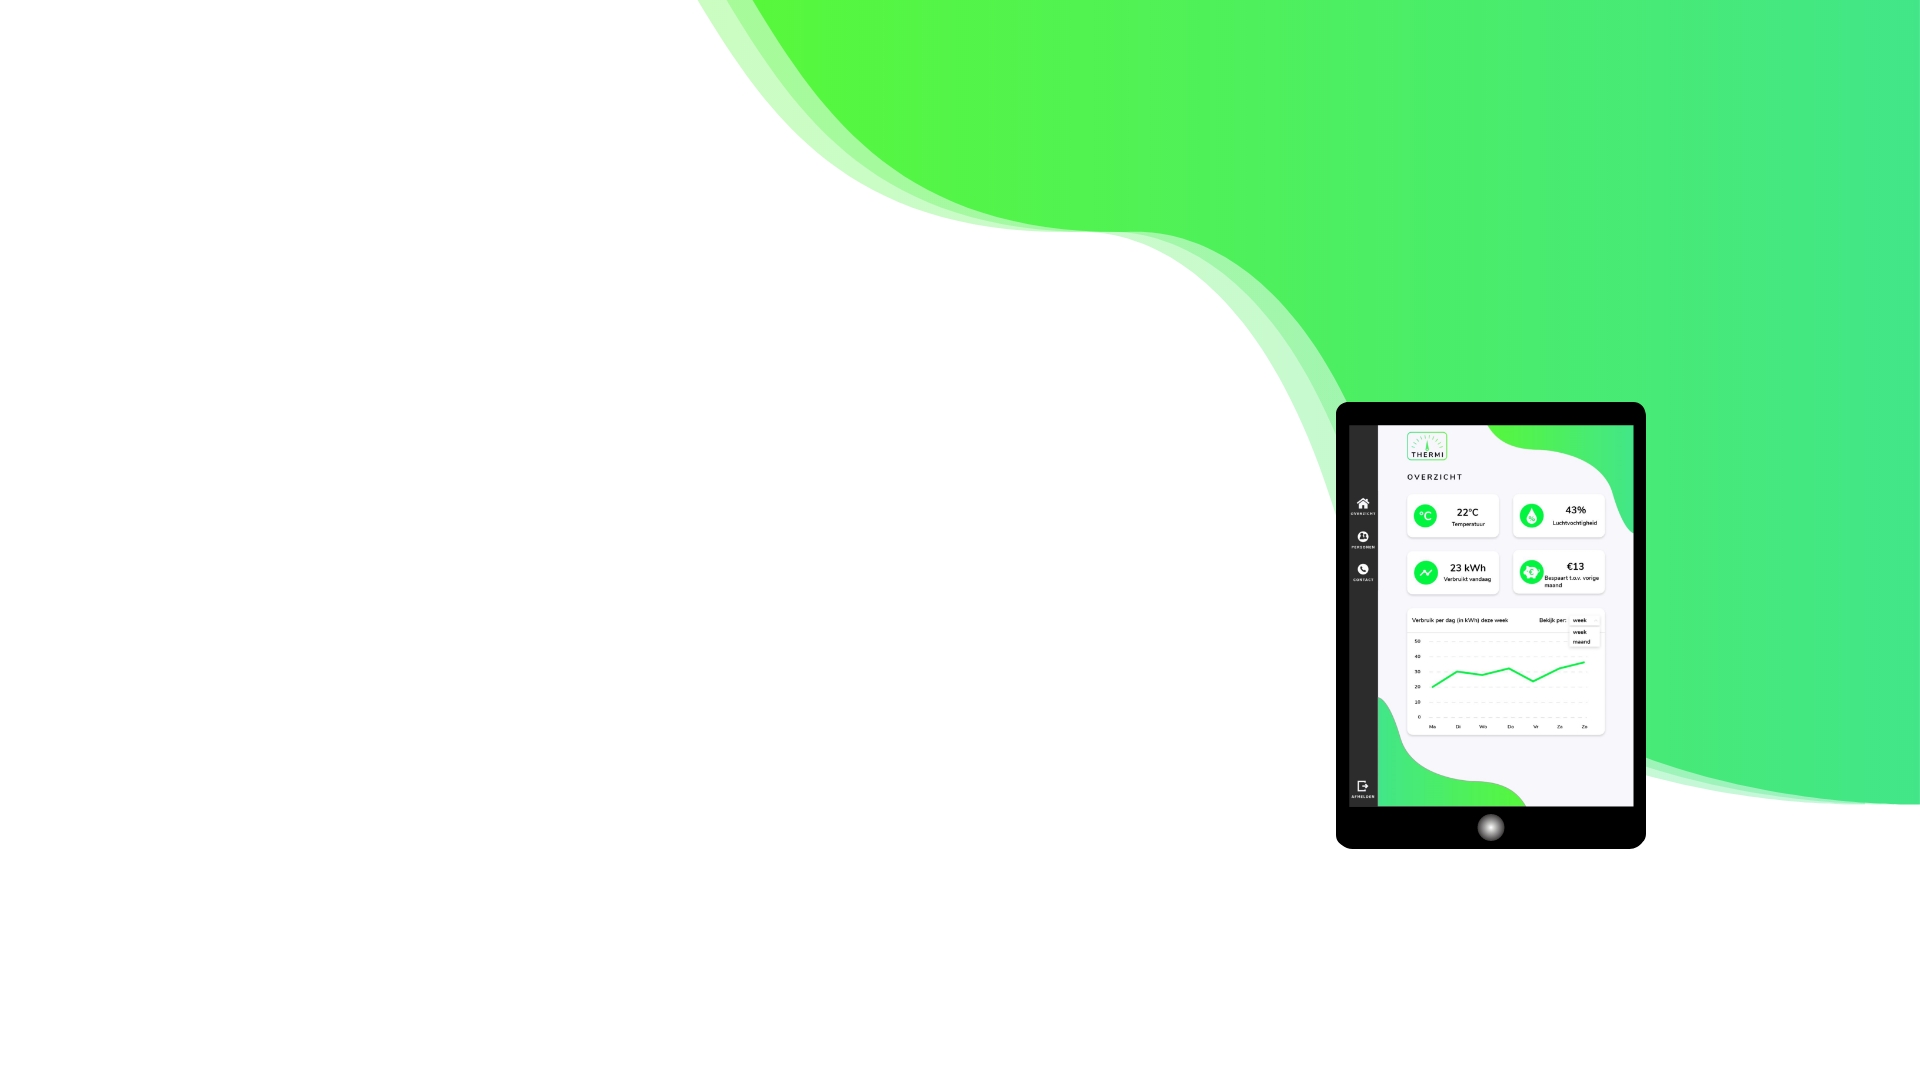 THERMI
OVERZICHT
°C
22°C
Temperatuur
43%
Luchtvochtigheid
23 kWh
Verbruikt vandaag
€13
Bespaart t.o.v. vorige
maand
OVERZICHT
PERSONEN
CONTACT
Verbruik per dag (in kWh) deze week
Bekijk per: week
week
maand
50
40
30
20
10
0
Ma Di Wo Do Vr Za Zo
AFMELDEN